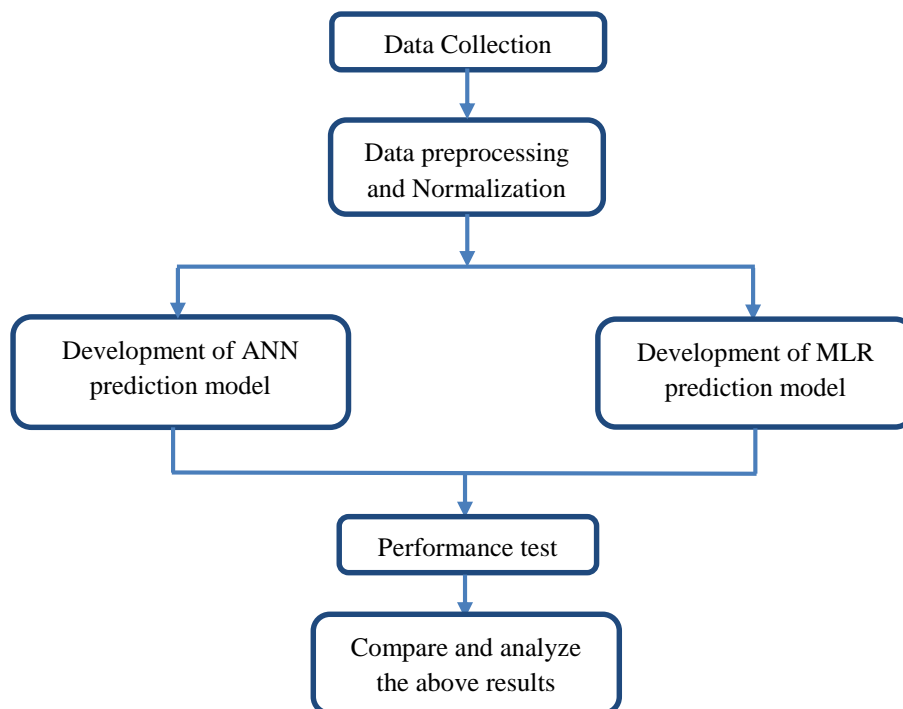 Data Collection
Data preprocessing
and Normalization
Development of ANN
prediction model
Development of MLR
prediction model
Performance test
Compare and analyze
the above results